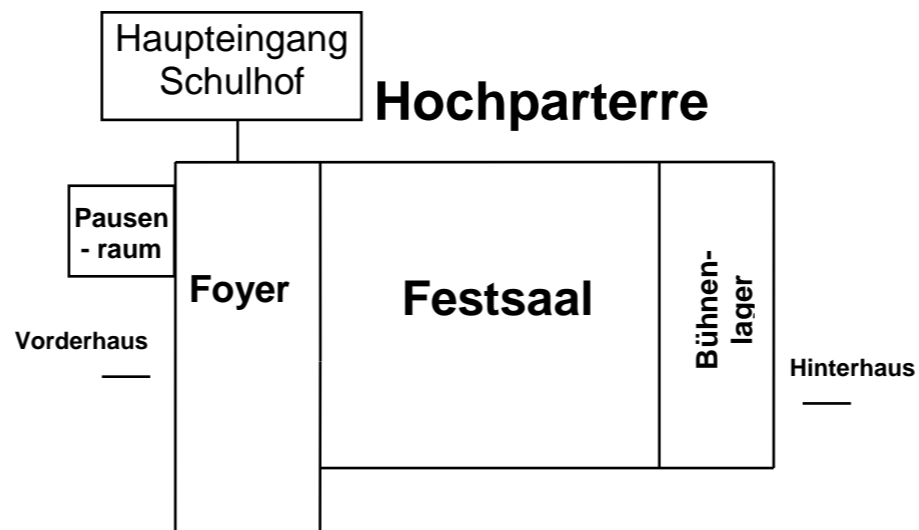 Haupteingang
Schulhof
Hochparterre
Pausen
- raum
Foyer
Festsaal
Bühnen-
lager
Vorderhaus
Hinterhaus